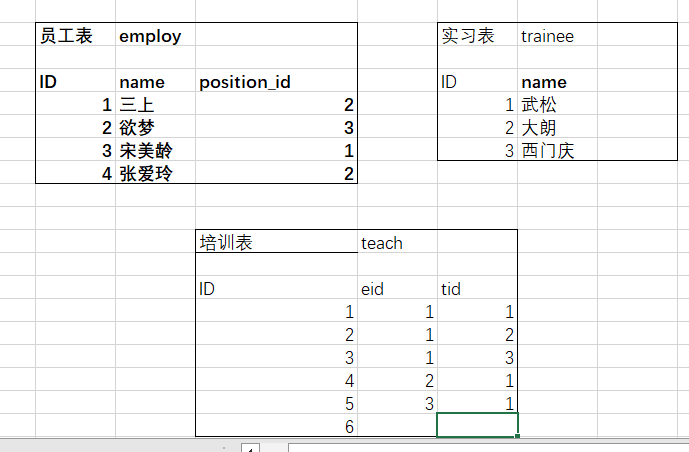 员工表 employ
ID name position_id
1 三上 2
2 欲梦 3
3 宋美龄 1
4 张爱玲 2
实习表 trainee
ID name
1 武松
2 大朗
3 西门庆
培训表 teach
ID eid tid
1 1 1
2 1 2
3 1 3
4 2 1
5 3 1
6